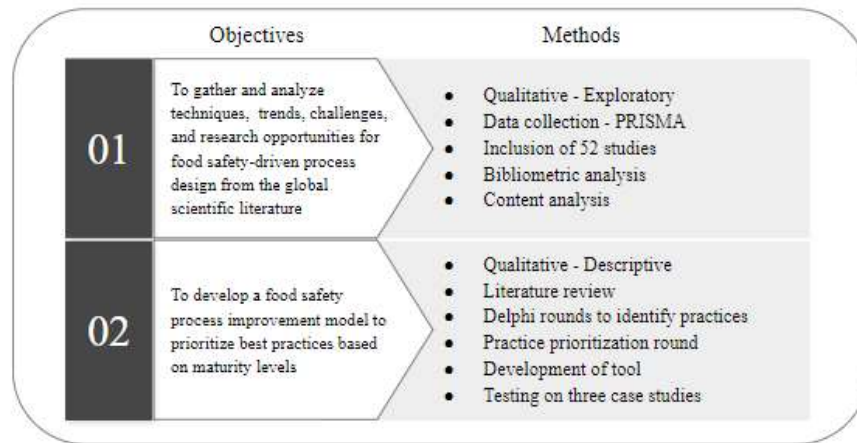 Objectives
Methods
01
To gather and analyze
techniques, trends, challenges,
and research opportunities for
food safety-driven process
design from the global
scientific literature
● Qualitative - Exploratory
● Data collection - PRISMA
● Inclusion of 52 studies
● Bibliometric analysis
● Content analysis
02
To develop a food safety
process improvement model to
prioritize best practices based
on maturity levels
● Qualitative - Descriptive
● Literature review
● Delphi rounds to identify practices
● Practice prioritization round
● Development of tool
● Testing on three case studies